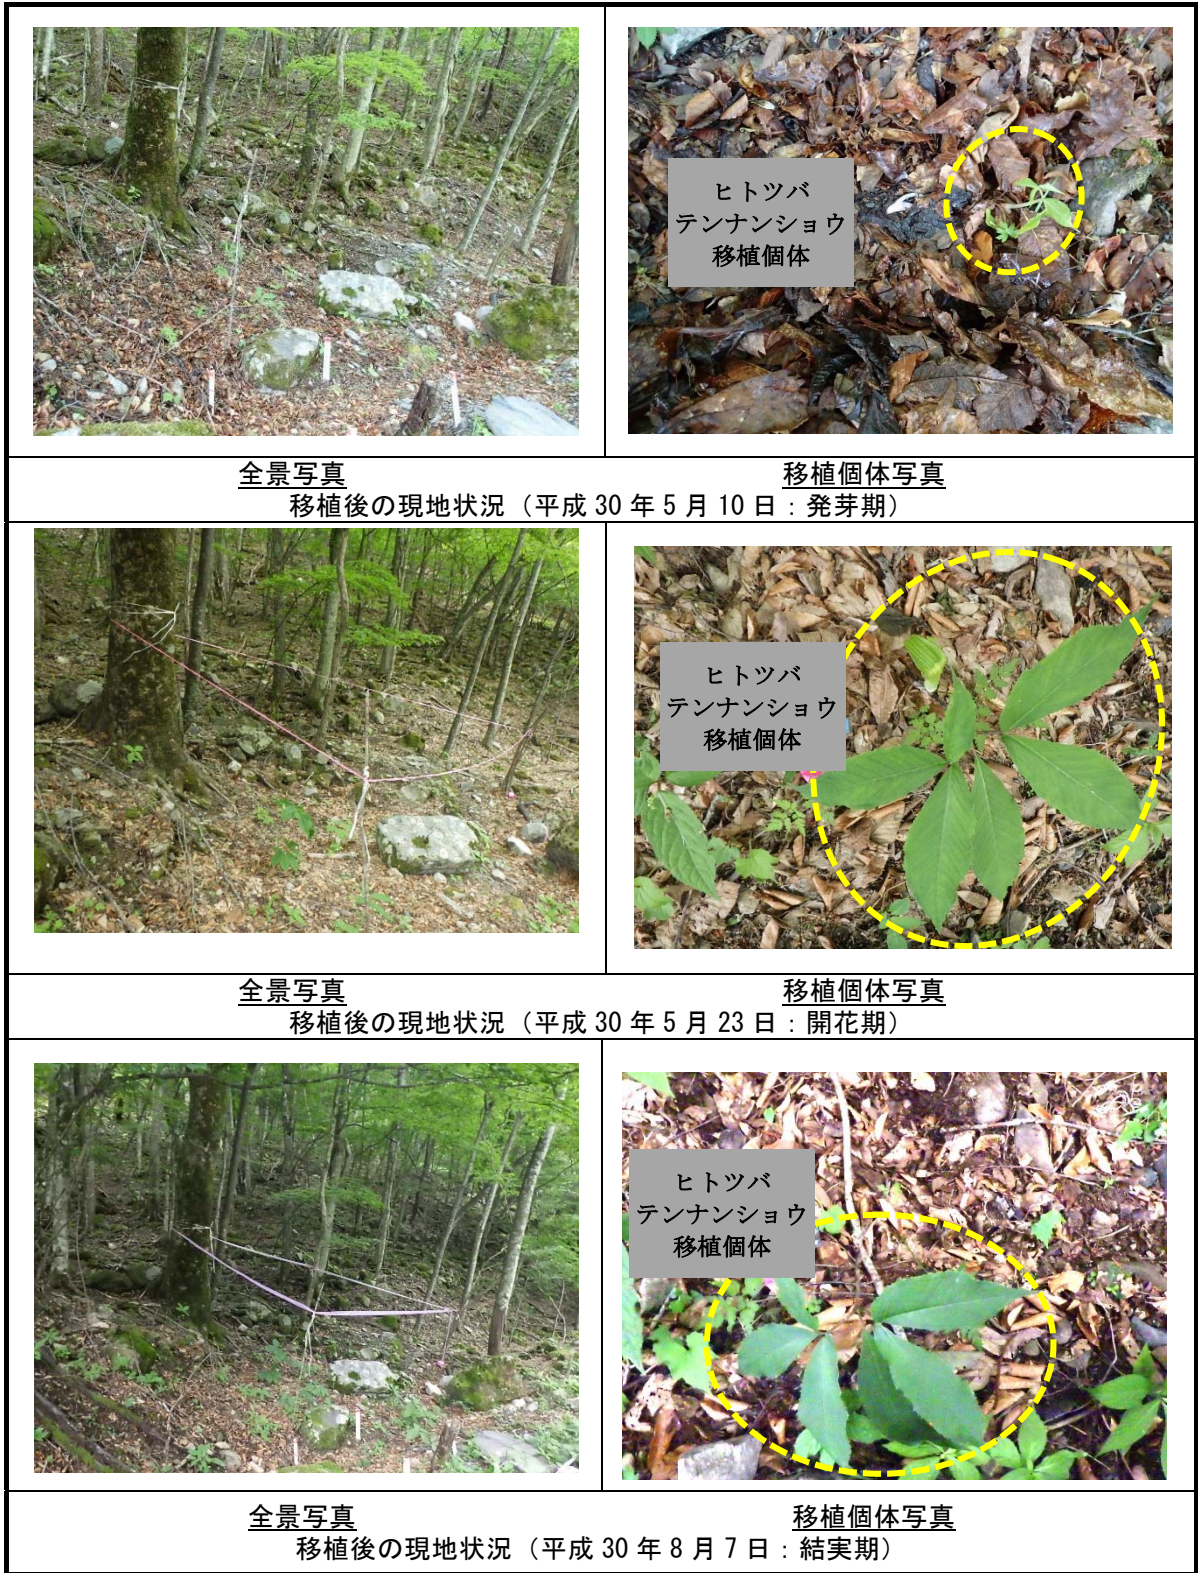 ヒトツバ
テンナンショウ
移植個体
全景写真 移植個体写真
移植後の現地状況（平成 30 年 5 月 10 日：発芽期）
ヒトツバ
テンナンショウ
移植個体
全景写真 移植個体写真
移植後の現地状況（平成 30 年 5 月 23 日：開花期）
ヒトツバ
テンナンショウ
移植個体
全景写真 移植個体写真
移植後の現地状況（平成 30 年 8 月 7 日：結実期）